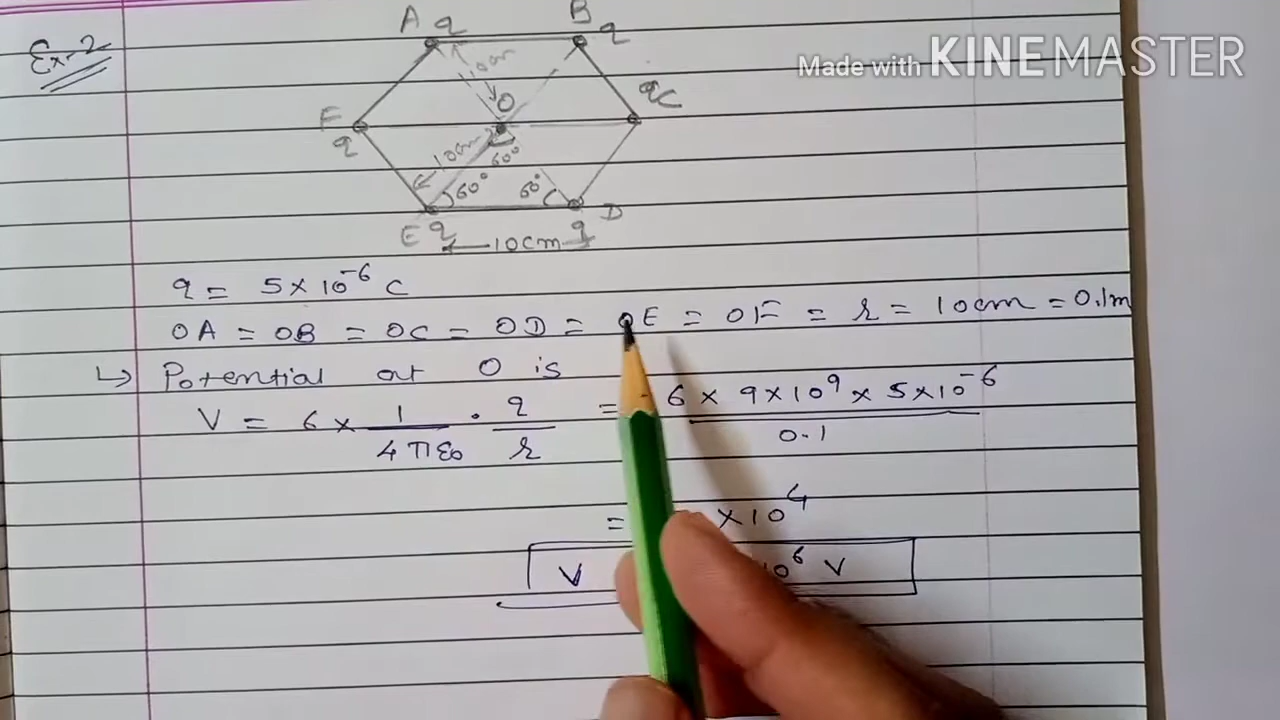 Ex-2
A q B q
Made with KINEMASTER
10cm
qC
O
F
q
10cm 60°
60° 60°
E q q D
10cm
q = 5×10⁻⁶ C
OA = OB = OC = OD = OE = OF = r = 10cm = 0.1m
↳ Potential at O is
V = 6 × 1/4πε₀ · q/r = 6 × 9×10⁹ × 5×10⁻⁶ / 0.1
= ×10⁴
V 10⁶ V